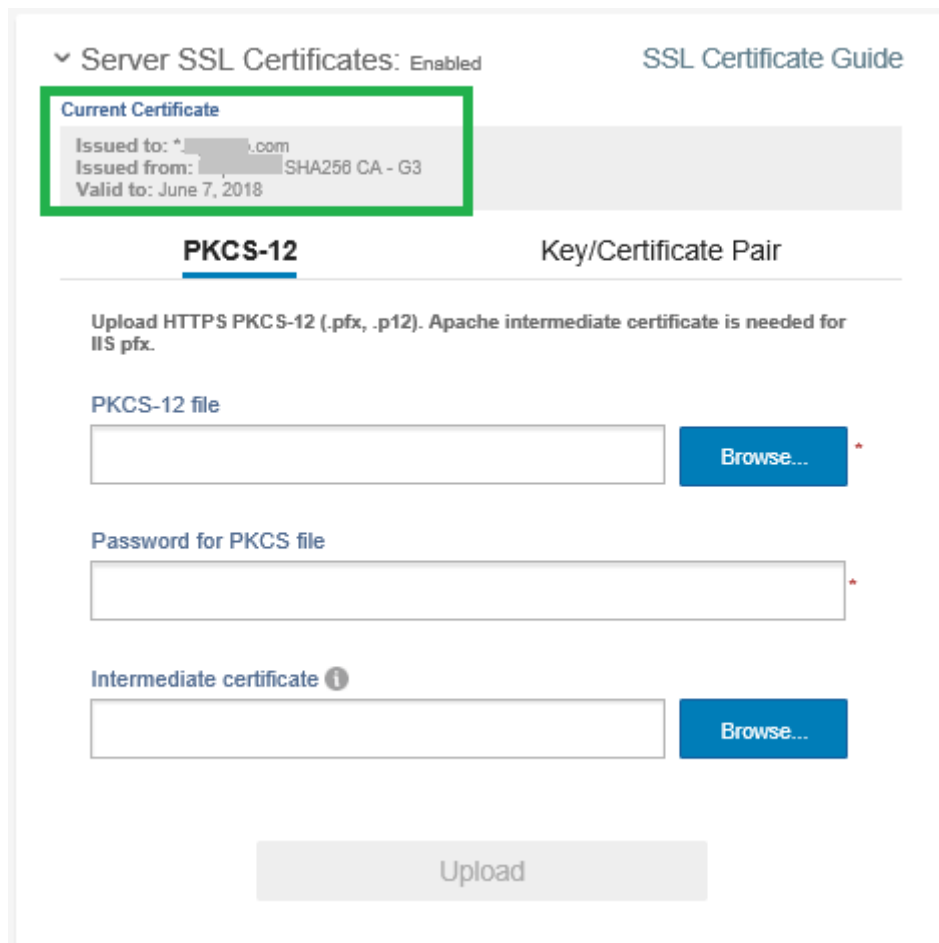 Server SSL Certificates: Enabled
SSL Certificate Guide
Current Certificate
Issued to: *. .com
Issued from: SHA256 CA - G3
Valid to: June 7, 2018
PKCS-12
Key/Certificate Pair
Upload HTTPS PKCS-12 (.pfx, .p12). Apache intermediate certificate is needed for
IIS pfx.
PKCS-12 file
Browse... *
Password for PKCS file
*
Intermediate certificate i
Browse...
Upload